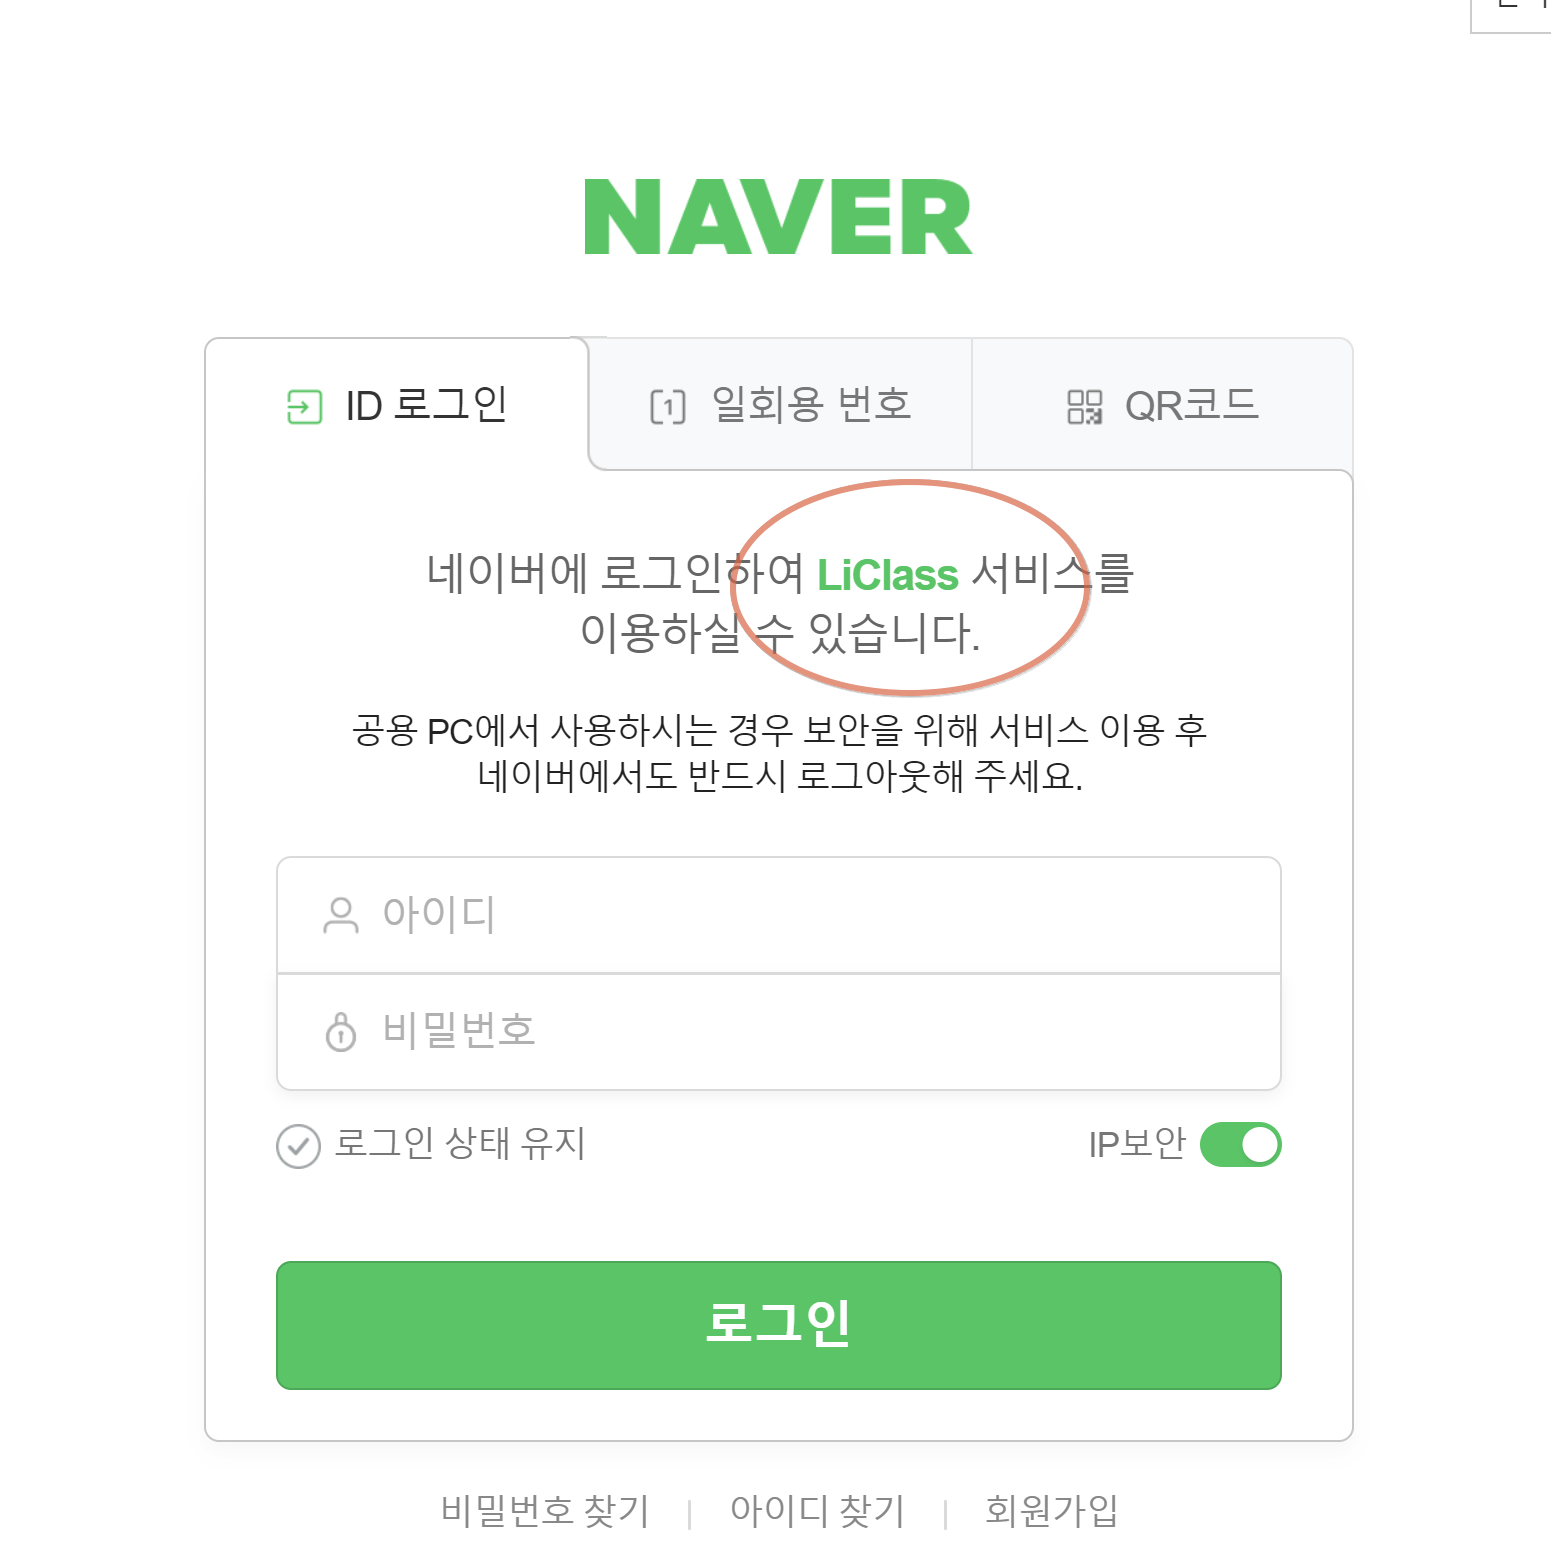 NAVER
ID 로그인
일회용 번호
QR코드
네이버에 로그인하여 LiClass 서비스를
이용하실 수 있습니다.
공용 PC에서 사용하시는 경우 보안을 위해 서비스 이용 후
네이버에서도 반드시 로그아웃해 주세요.
아이디
비밀번호
로그인 상태 유지
IP보안
로그인
비밀번호 찾기
아이디 찾기
회원가입